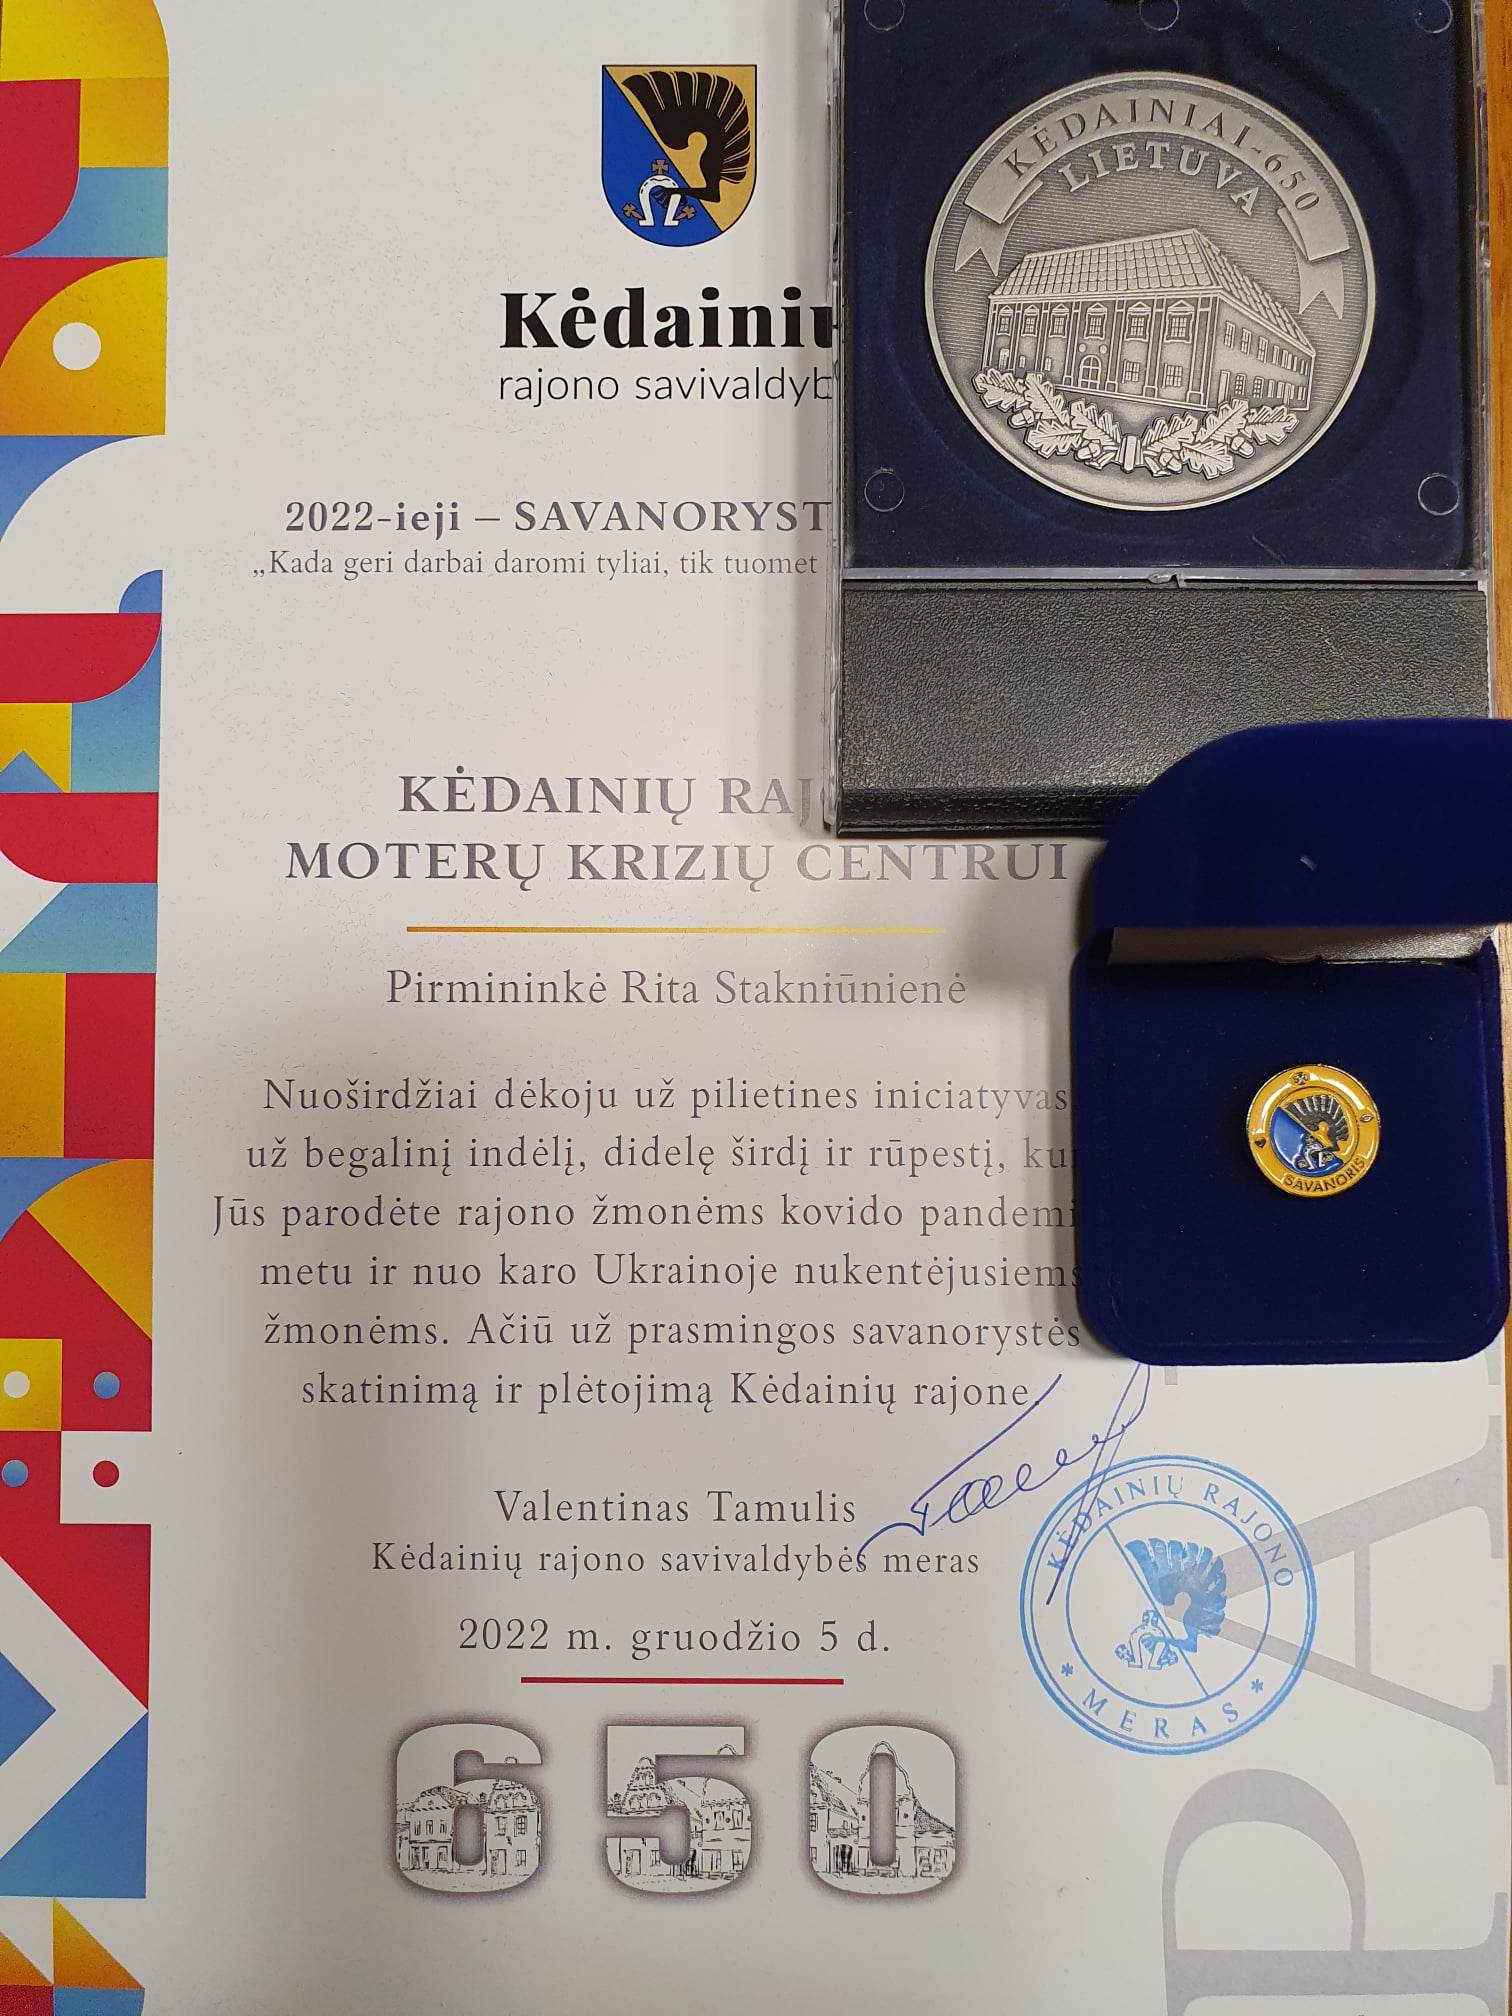 Kėdainių
rajono savivaldyb
2022-ieji – SAVANORYST
„Kada geri darbai daromi tyliai, tik tuomet
KĖDAINIŲ RAJ
MOTERŲ KRIZIŲ CENTRUI
Pirmininkė Rita Stakniūnienė
Nuoširdžiai dėkoju už pilietines iniciatyvas,
už begalinį indėlį, didelę širdį ir rūpestį, kur
Jūs parodėte rajono žmonėms kovido pandemi
metu ir nuo karo Ukrainoje nukentėjusiems
žmonėms. Ačiū už prasmingos savanorystės
skatinimą ir plėtojimą Kėdainių rajone.
Valentinas Tamulis
Kėdainių rajono savivaldybės meras
2022 m. gruodžio 5 d.
650
KĖDAINIAI-650
LIETUVA
SAVANORIS
KĖDAINIŲ RAJONO
* MERAS *
PA